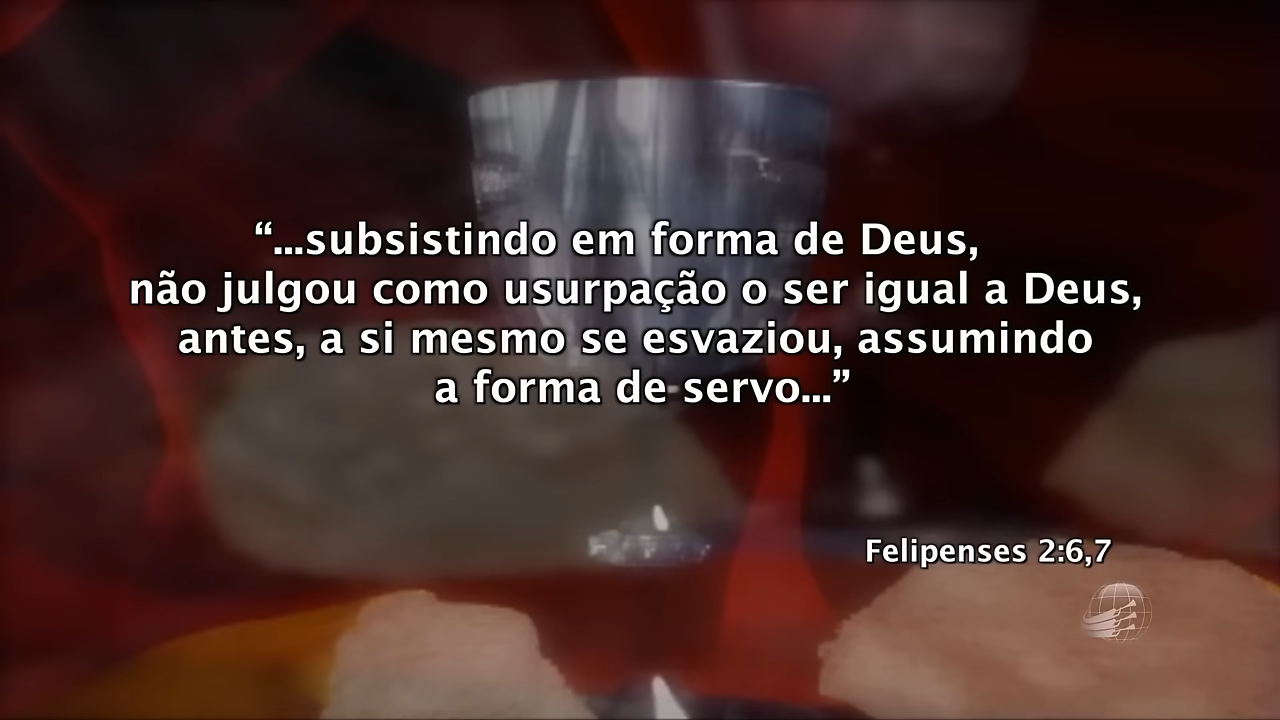 “...subsistindo em forma de Deus,
não julgou como usurpação o ser igual a Deus,
antes, a si mesmo se esvaziou, assumindo
a forma de servo...”
Felipenses 2:6,7